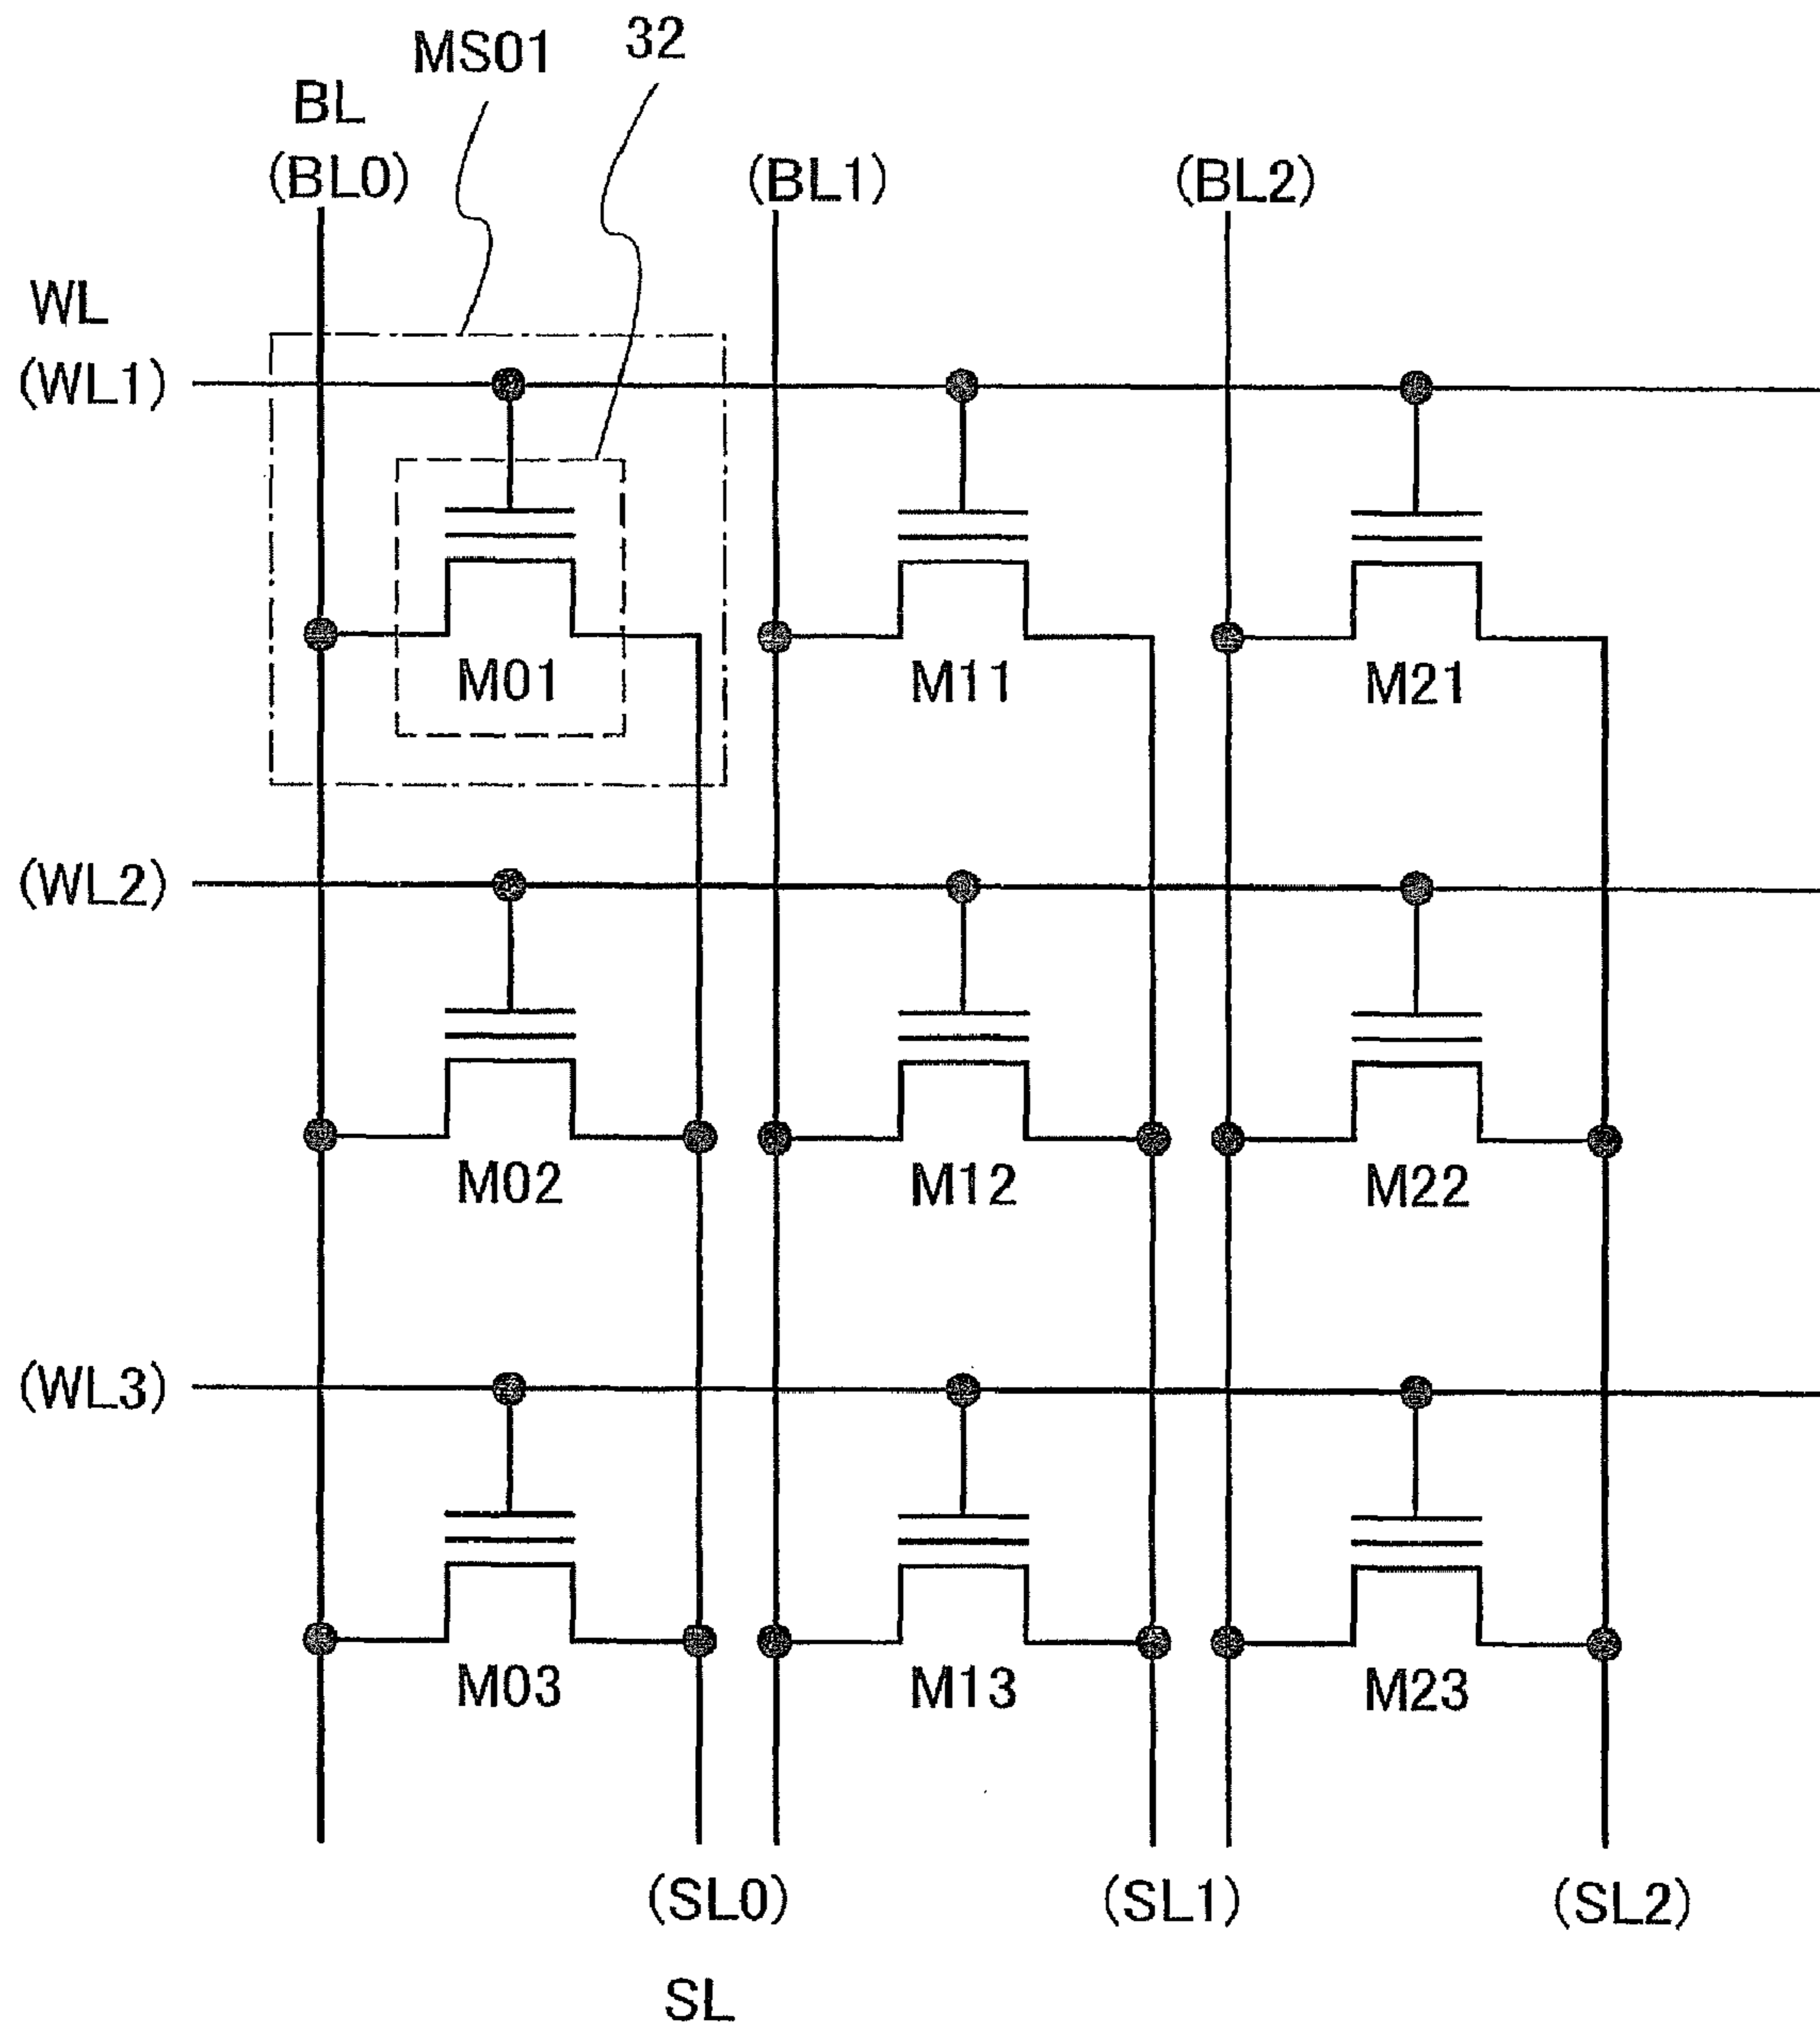 MS01
32
BL
(BL0)
(BL1)
(BL2)
WL
(WL1)
M01
M11
M21
(WL2)
M02
M12
M22
(WL3)
M03
M13
M23
(SL0)
(SL1)
(SL2)
SL